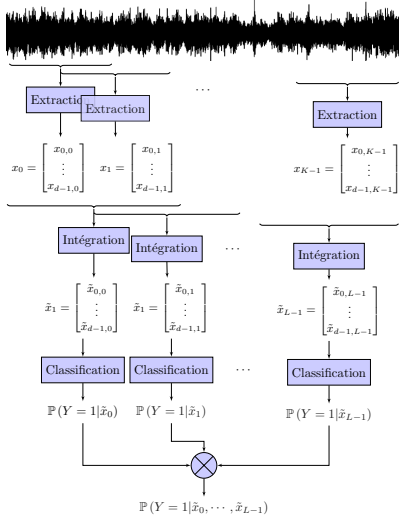 Extraction Extraction ... Extraction
x_0 = [x_{0,0} ⋮ x_{d-1,0}] x_1 = [x_{0,1} ⋮ x_{d-1,1}] x_{K-1} = [x_{0,K-1} ⋮ x_{d-1,K-1}]
Intégration Intégration ... Intégration
x̃_1 = [x̃_{0,0} ⋮ x̃_{d-1,0}] x̃_1 = [x̃_{0,1} ⋮ x̃_{d-1,1}] x̃_{L-1} = [x̃_{0,L-1} ⋮ x̃_{d-1,L-1}]
Classification Classification ... Classification
ℙ(Y = 1|x̃_0) ℙ(Y = 1|x̃_1) ℙ(Y = 1|x̃_{L-1})
ℙ(Y = 1|x̃_0, ⋯ , x̃_{L-1})